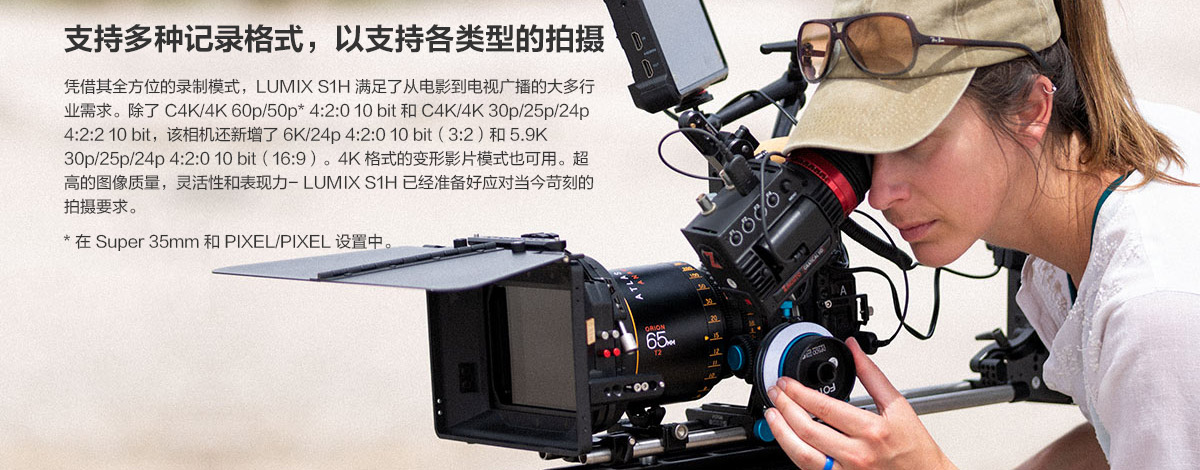 支持多种记录格式，以支持各类型的拍摄
凭借其全方位的录制模式，LUMIX S1H 满足了从电影到电视广播的大多行
业需求。除了 C4K/4K 60p/50p* 4:2:0 10 bit 和 C4K/4K 30p/25p/24p
4:2:2 10 bit，该相机还新增了 6K/24p 4:2:0 10 bit（3:2）和 5.9K
30p/25p/24p 4:2:0 10 bit（16:9）。4K 格式的变形影片模式也可用。超
高的图像质量，灵活性和表现力– LUMIX S1H 已经准备好应对当今苛刻的
拍摄要求。
* 在 Super 35mm 和 PIXEL/PIXEL 设置中。
Ray-Ban
ATLAS
ORION
65MM
T2
A